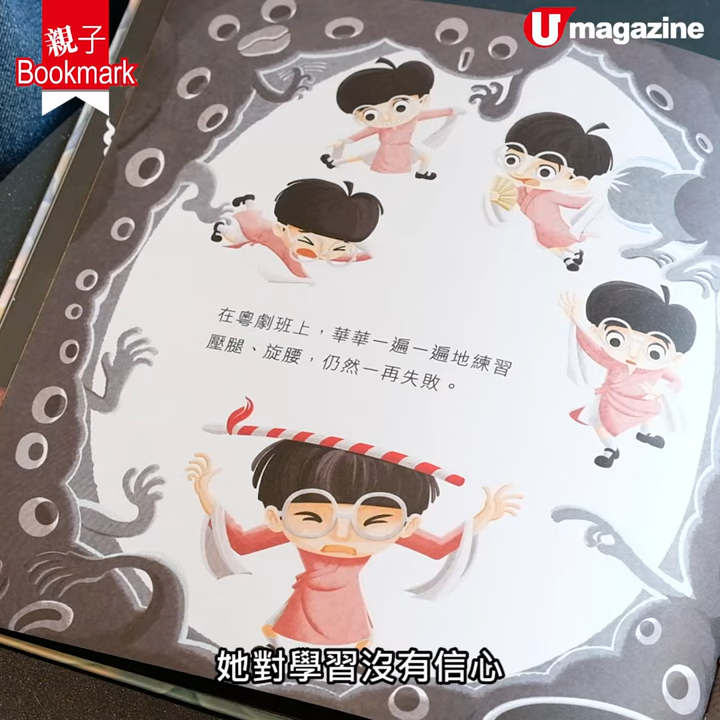 親子
Bookmark
U magazine
在粵劇班上，華華一遍一遍地練習
壓腿、旋腰，仍然一再失敗。
她對學習沒有信心